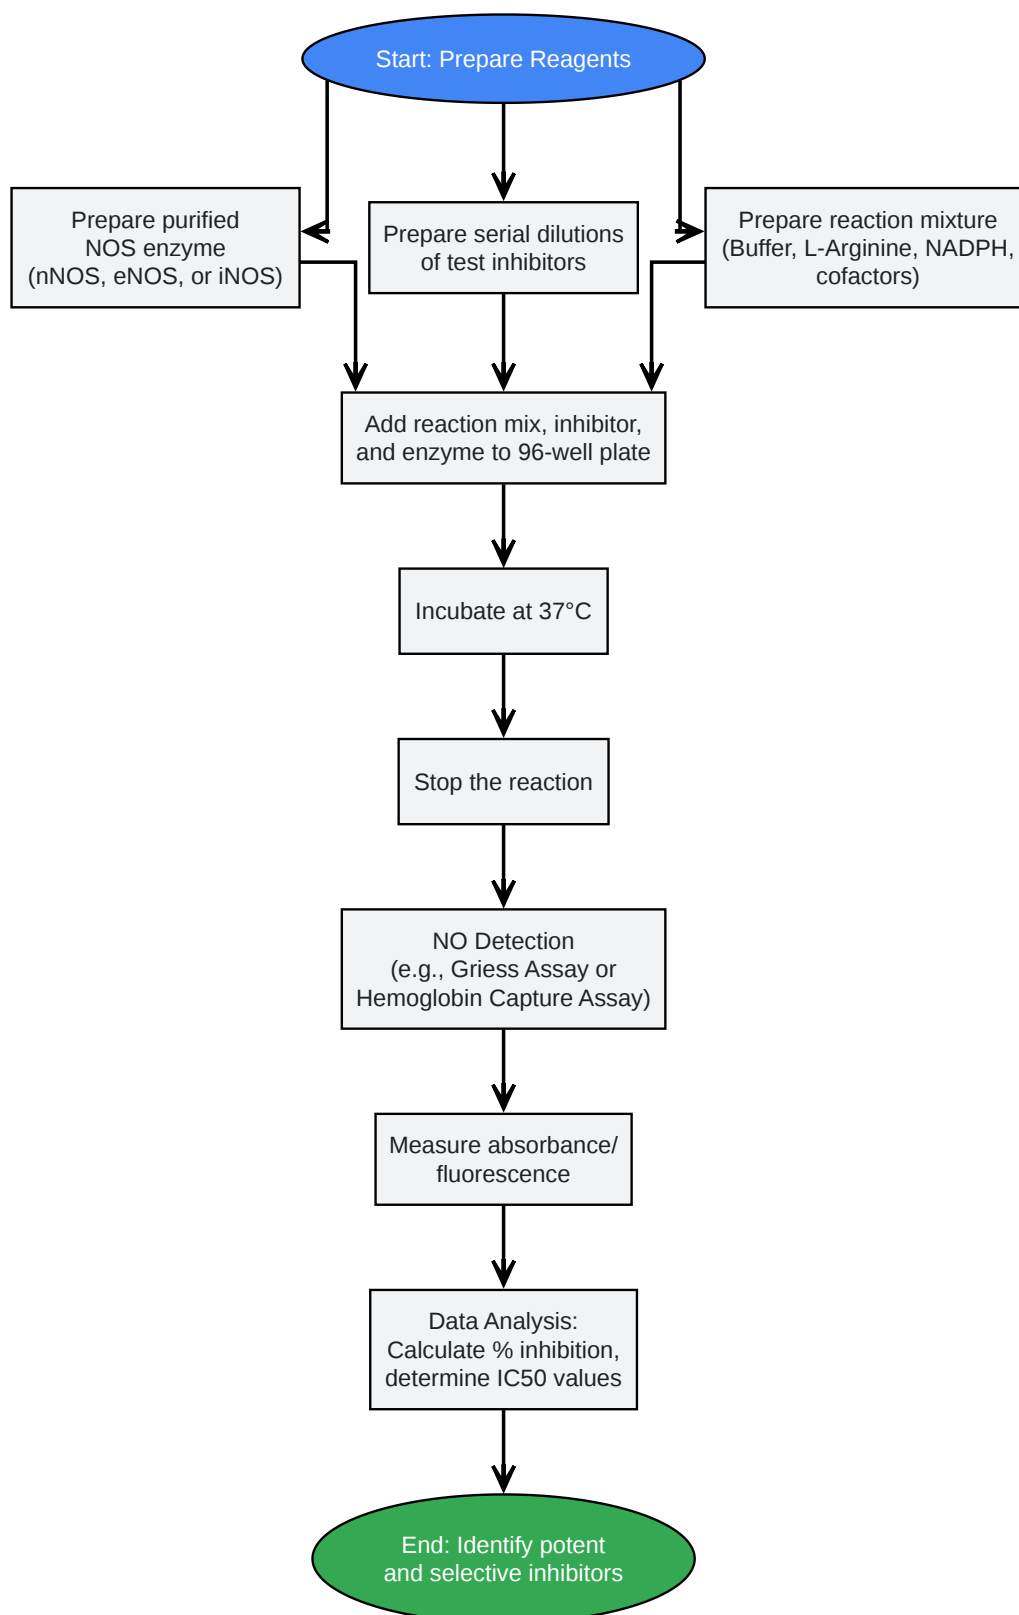 Start: Prepare Reagents
Prepare purified
NOS enzyme
(nNOS, eNOS, or iNOS)
Prepare serial dilutions
of test inhibitors
Prepare reaction mixture
(Buffer, L-Arginine, NADPH,
cofactors)
Add reaction mix, inhibitor,
and enzyme to 96-well plate
Incubate at 37°C
Stop the reaction
NO Detection
(e.g., Griess Assay or
Hemoglobin Capture Assay)
Measure absorbance/
fluorescence
Data Analysis:
Calculate % inhibition,
determine IC50 values
End: Identify potent
and selective inhibitors